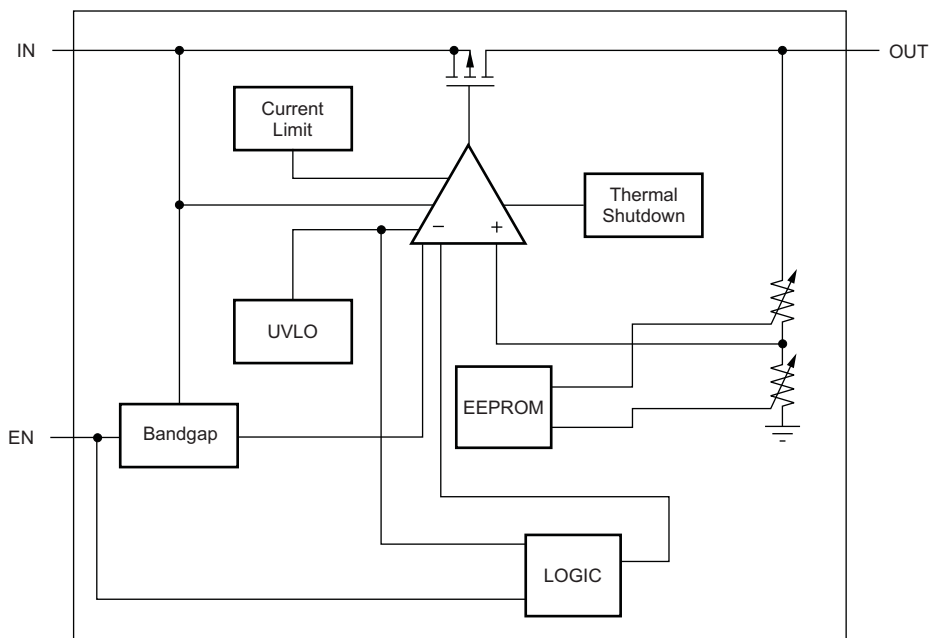 IN
OUT
Current
Limit
Thermal
Shutdown
−
+
UVLO
EEPROM
EN
Bandgap
LOGIC